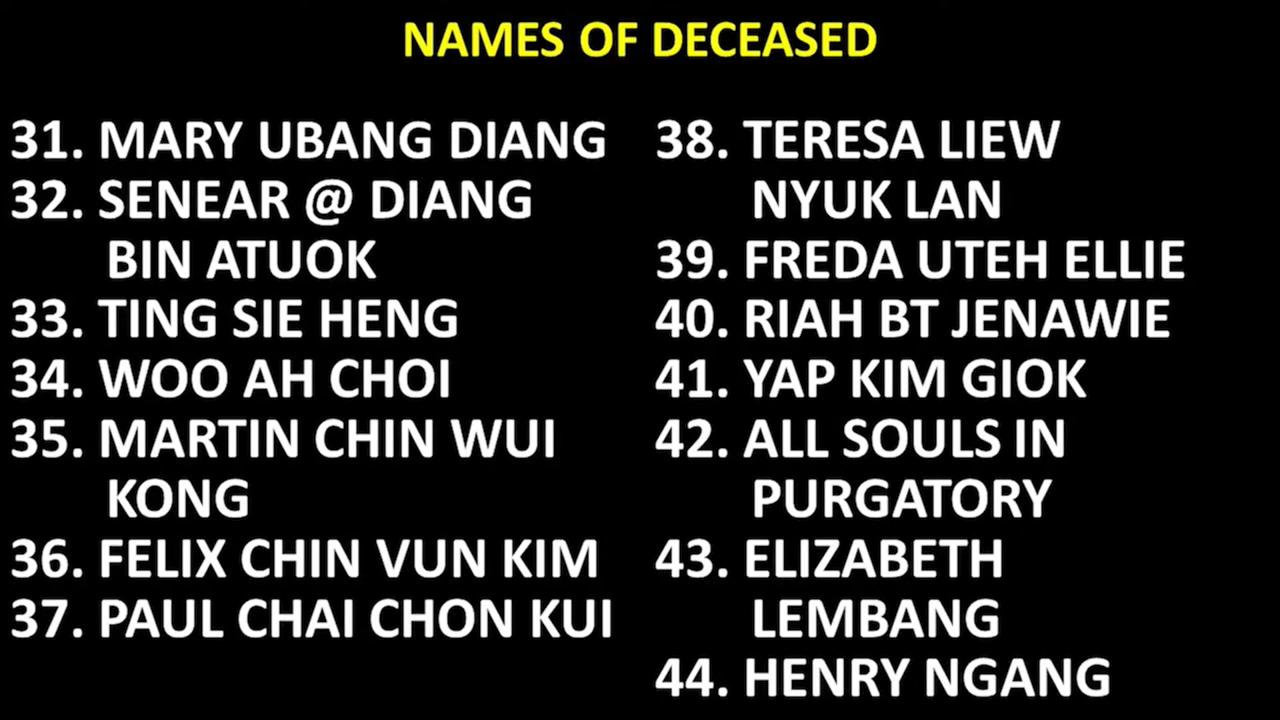 NAMES OF DECEASED
31. MARY UBANG DIANG
32. SENEAR @ DIANG
BIN ATUOK
33. TING SIE HENG
34. WOO AH CHOI
35. MARTIN CHIN WUI
KONG
36. FELIX CHIN VUN KIM
37. PAUL CHAI CHON KUI
38. TERESA LIEW
NYUK LAN
39. FREDA UTEH ELLIE
40. RIAH BT JENAWIE
41. YAP KIM GIOK
42. ALL SOULS IN
PURGATORY
43. ELIZABETH
LEMBANG
44. HENRY NGANG